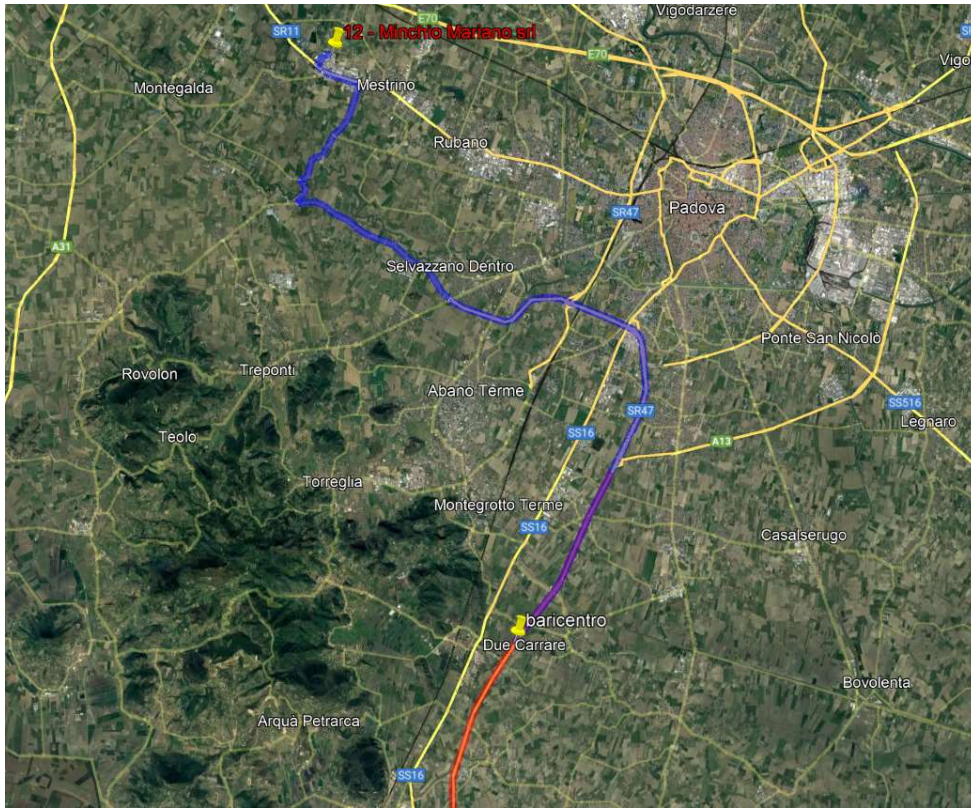 Vigodarzere
E70
SR11
12 - Minchio Mariano srl
E70
Vigo
Montegalda
Mestrino
Rubano
Padova
SR47
A31
Selvazzano Dentro
Ponte San Nicolò
Rovolon
Treponti
Abano Terme
SR47
SS516
Legnaro
Teolo
SS16
A13
Torreglia
Montegrotto Terme
SS16
Casalserugo
baricentro
Due Carrare
Bovolenta
Arquà Petrarca
SS16